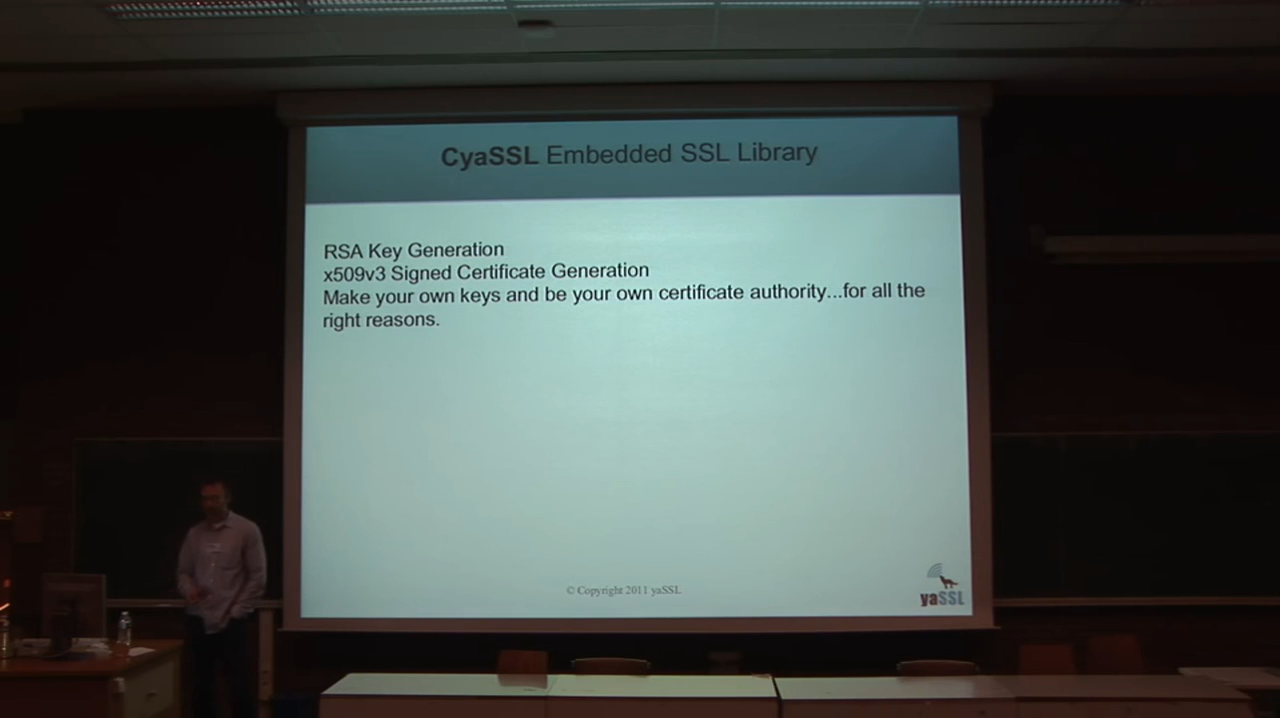 CyaSSL Embedded SSL Library
RSA Key Generation
x509v3 Signed Certificate Generation
Make your own keys and be your own certificate authority...for all the
right reasons.
© Copyright 2011 yaSSL
yaSSL